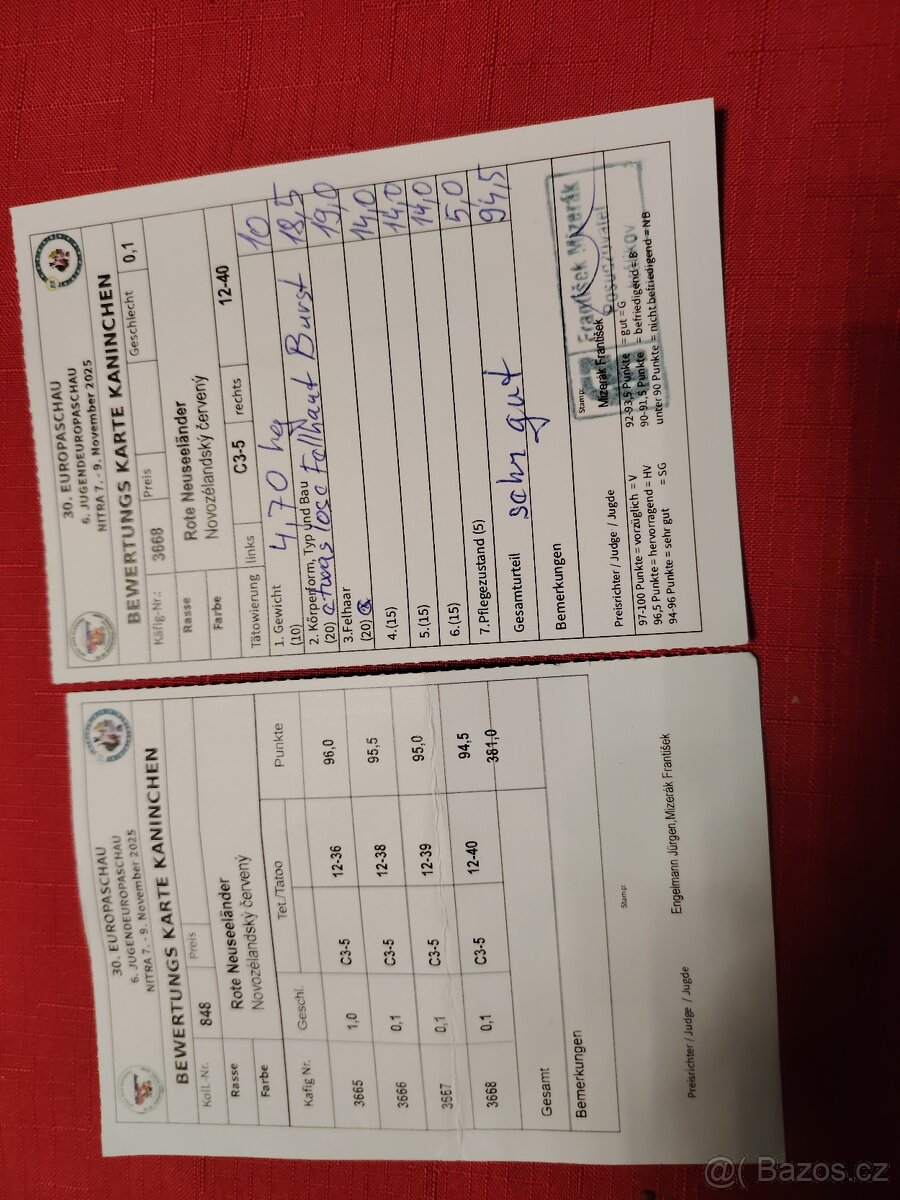 30. EUROPASCHAU
6. JUGENDEUROPASCHAU
NITRA 7. - 9. November 2025
BEWERTUNGS KARTE KANINCHEN
Koll.-Nr. 848 Preis
Rasse Rote Neuseeländer
Novozélandský červený
Farbe
Kafig Nr. Geschl. Tet./Tatoo Punkte
3665 1,0 C3-5 12-36 96,0
3666 0,1 C3-5 12-38 95,5
3667 0,1 C3-5 12-39 95,0
3668 0,1 C3-5 12-40 94,5
381,0
Gesamt
Bemerkungen
Stamp:
Preisrichter / Judge / Jugde Engelmann Jürgen,Mizerák František
30. EUROPASCHAU
6. JUGENDEUROPASCHAU
NITRA 7. - 9. November 2025
BEWERTUNGS KARTE KANINCHEN
Käfig-Nr.: 3668 Preis Geschlecht 0,1
Rasse Rote Neuseeländer
Novozélandský červený
Farbe
Tätowierung links C3-5 rechts 12-40
1. Gewicht 4,70 kg 10
(10)
2. Körperform, Typ und Bau 18,5
(20) etwas lose Fellhaut Burst
3.Felhaar 19,0
(20)
4.(15) 14,0
5.(15) 14,0
6.(15) 14,0
7.Pflegezustand (5) 5,0
Gesamturteil sehr gut 94,5
Bemerkungen
Stamp:
František Mizerák
Posudzovateľ
králikov
Preisrichter / Judge / Jugde Mizerák František
97-100 Punkte = vorzüglich = V 92-93,5 Punkte = gut = G
96,5 Punkte = hervorragend = HV 90-91,5 Punkte = befriedigend = B
94-96 Punkte = sehr gut = SG unter 90 Punkte = nicht befriedigend = NB
@( Bazos.cz